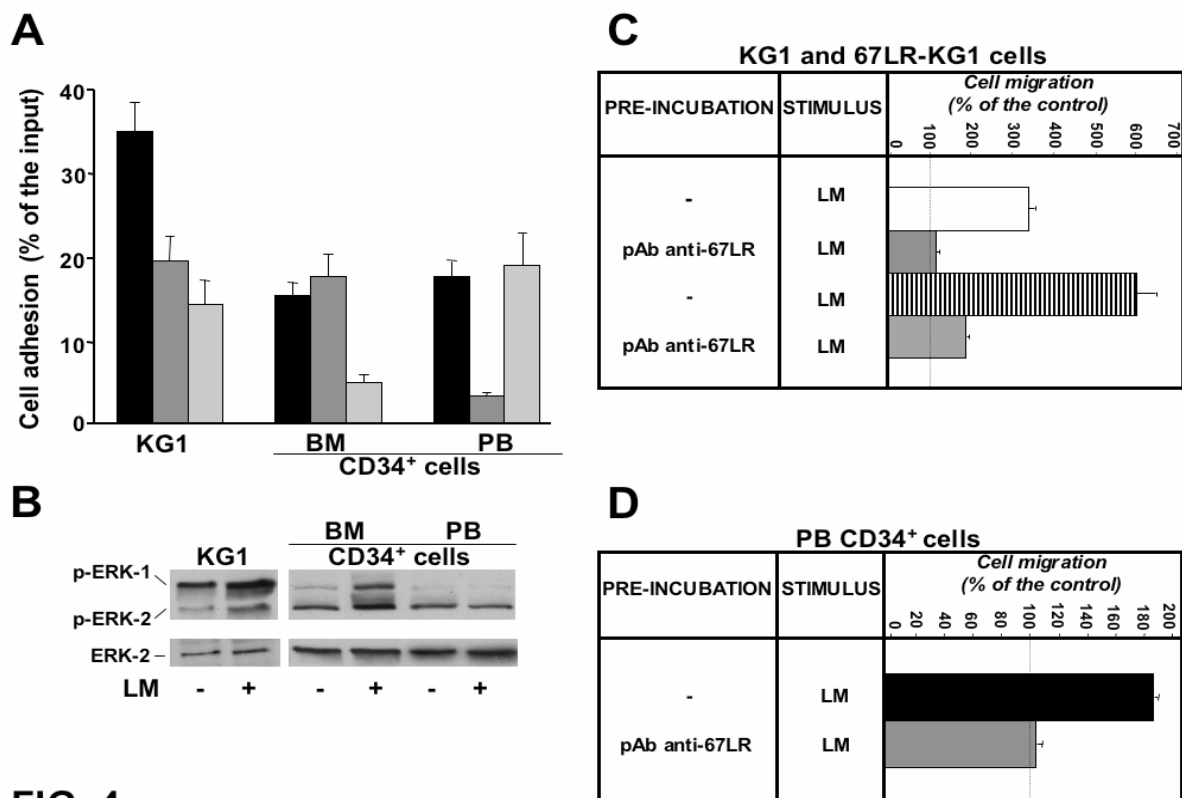 A
Cell adhesion (% of the input)
40
30
20
10
0
KG1
BM
PB
CD34⁺ cells
B
BM
PB
KG1
CD34⁺ cells
p-ERK-1
p-ERK-2
ERK-2
LM - + - + - +
C
KG1 and 67LR-KG1 cells
PRE-INCUBATION STIMULUS
Cell migration
(% of the control)
0 100 200 300 400 500 600 700
- LM
pAb anti-67LR LM
- LM
pAb anti-67LR LM
D
PB CD34⁺ cells
PRE-INCUBATION STIMULUS
Cell migration
(% of the control)
0 20 40 60 80 100 120 140 160 180 200
- LM
pAb anti-67LR LM
FIG. 4